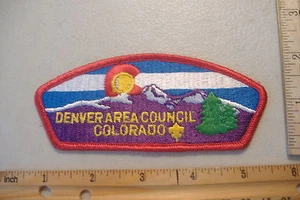 DENVER AREA COUNCIL
COLORADO
Inch 1 2 3 4 5 6